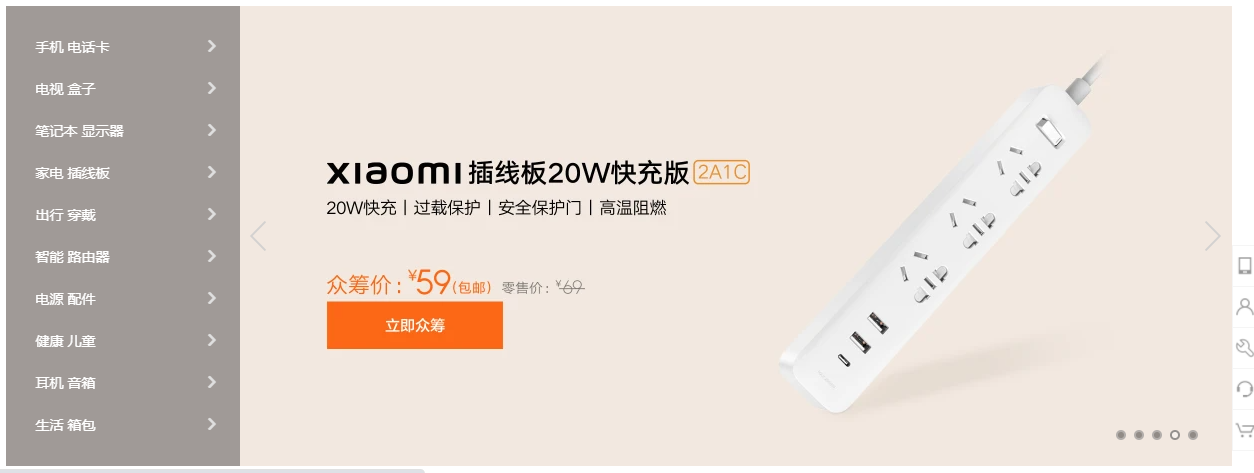 手机 电话卡
电视 盒子
笔记本 显示器
家电 插线板
出行 穿戴
智能 路由器
电源 配件
健康 儿童
耳机 音箱
生活 箱包
xiaomi 插线板20W快充版 2A1C
20W快充丨过载保护丨安全保护门丨高温阻燃
众筹价：¥59(包邮) 零售价：¥69
立即众筹